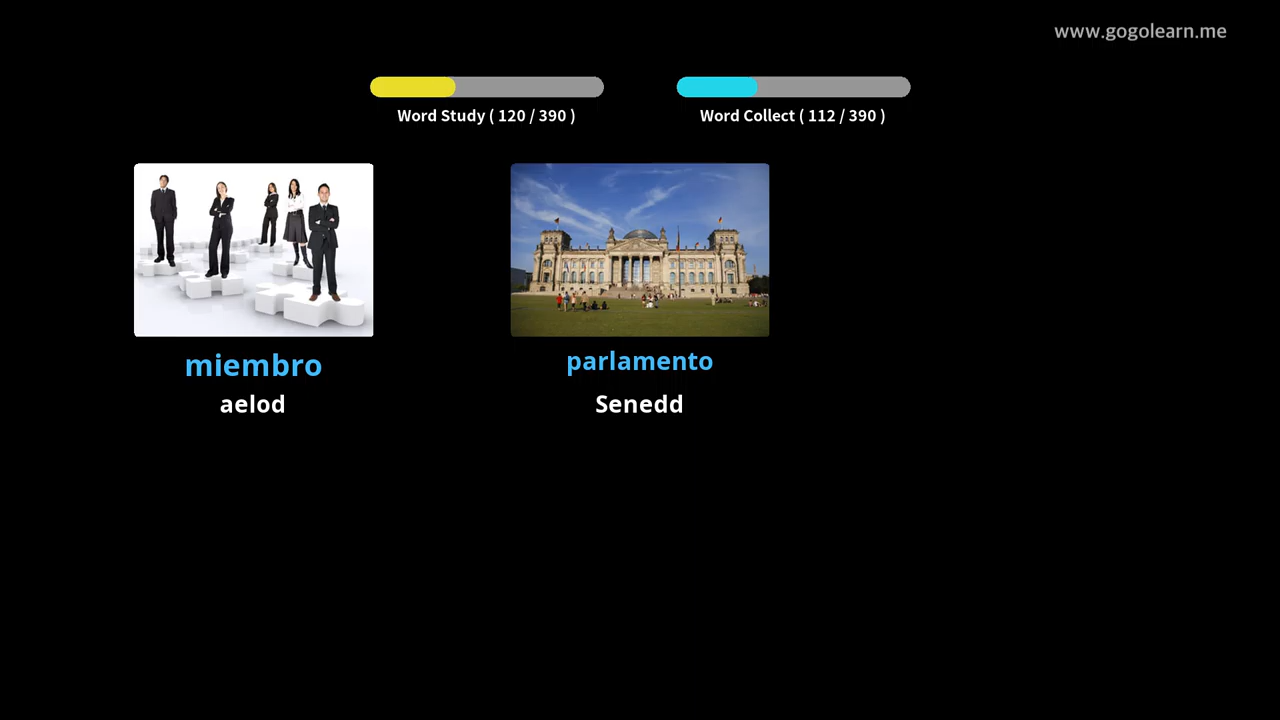 www.gogolearn.me
Word Study ( 120 / 390 )
Word Collect ( 112 / 390 )
miembro
aelod
parlamento
Senedd